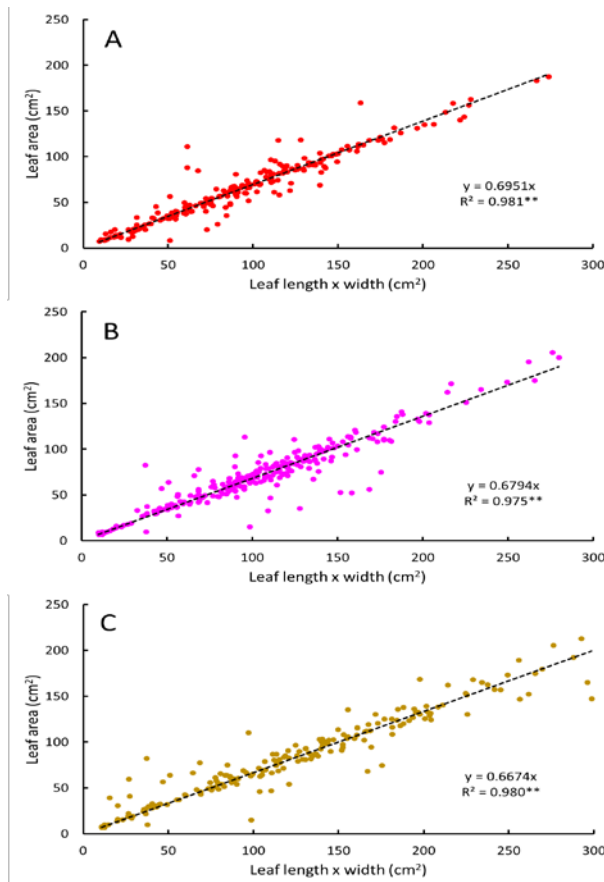 A
250
200
150
100
50
0
Leaf area (cm²)
y = 0.6951x
R² = 0.981**
0 50 100 150 200 250 300
Leaf length x width (cm²)
B
250
200
150
100
50
0
Leaf area (cm²)
y = 0.6794x
R² = 0.975**
0 50 100 150 200 250 300
Leaf length x width (cm²)
C
250
200
150
100
50
0
Leaf area (cm²)
y = 0.6674x
R² = 0.980**
0 50 100 150 200 250 300
Leaf length x width (cm²)